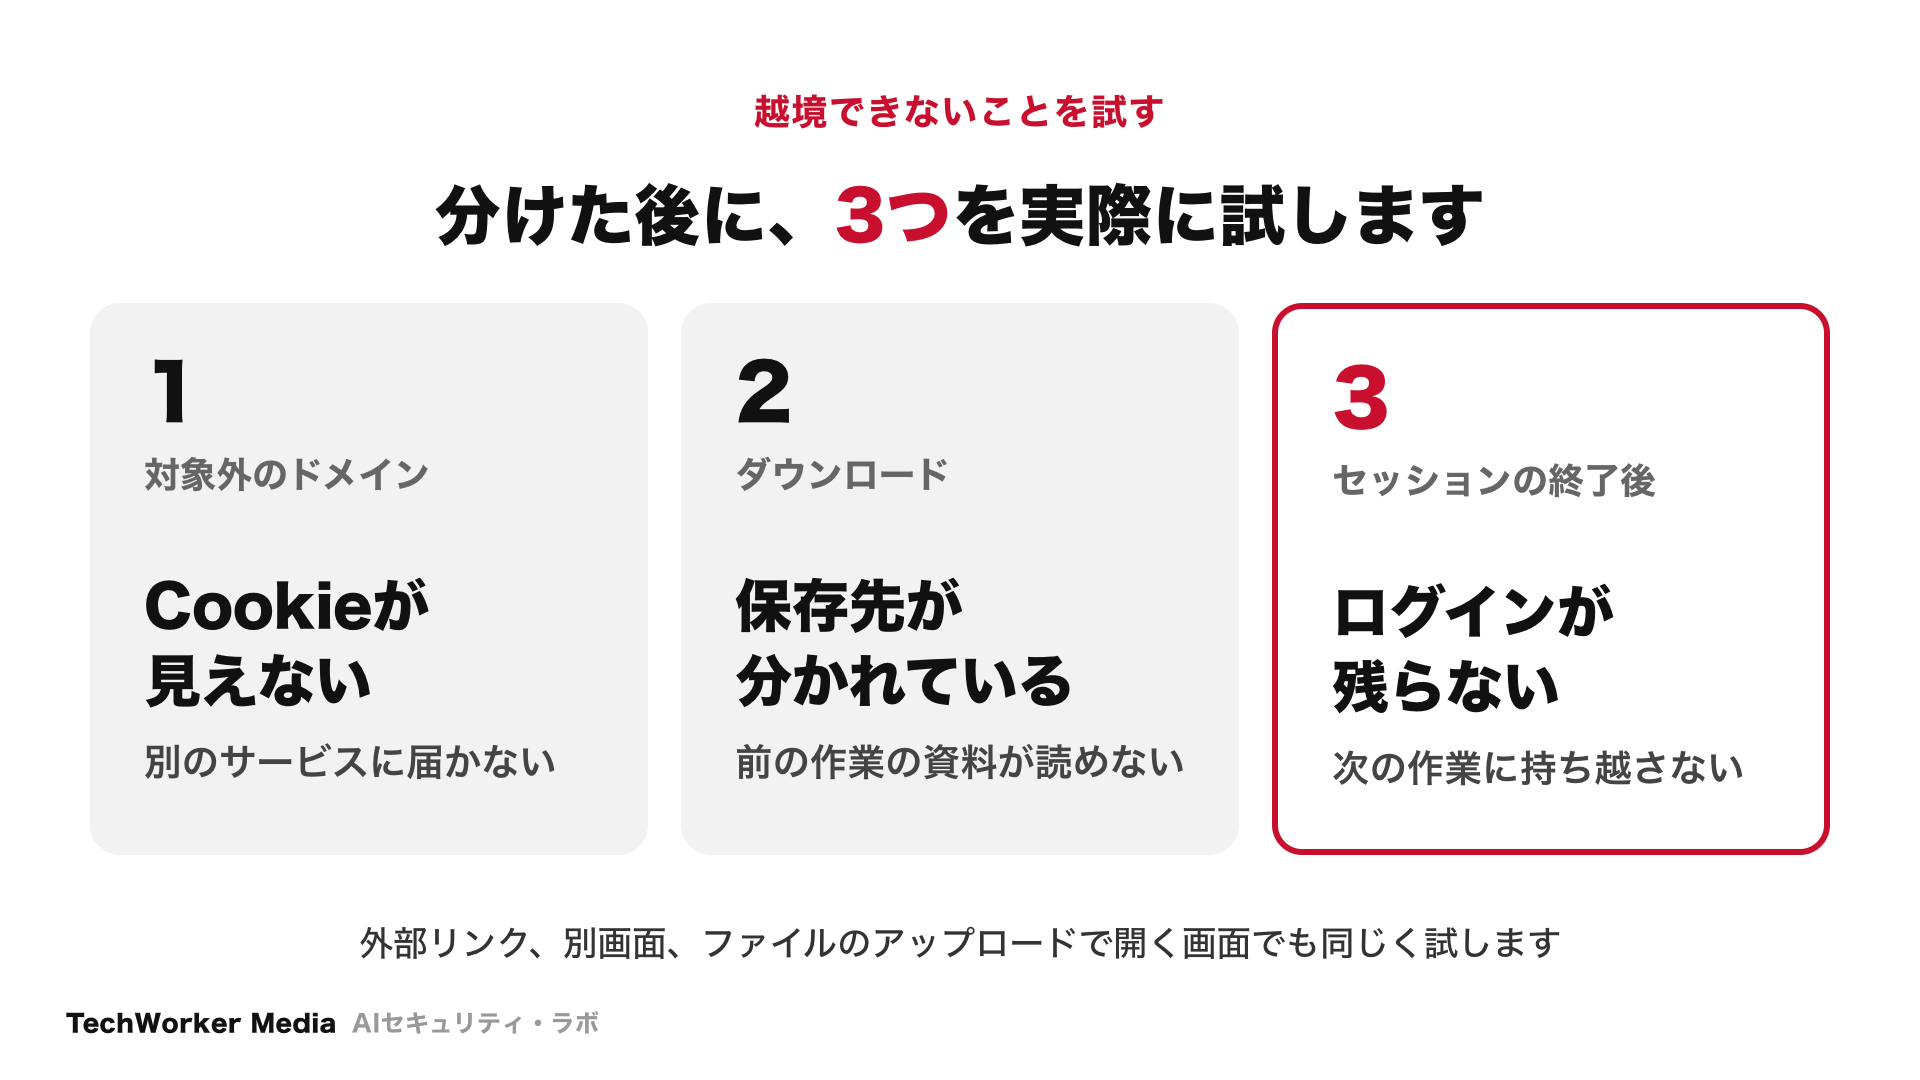 越境できないことを試す
分けた後に、3つを実際に試します
1
対象外のドメイン
Cookieが
見えない
別のサービスに届かない
2
ダウンロード
保存先が
分かれている
前の作業の資料が読めない
3
セッションの終了後
ログインが
残らない
次の作業に持ち越さない
外部リンク、別画面、ファイルのアップロードで開く画面でも同じく試します
TechWorker Media AIセキュリティ・ラボ